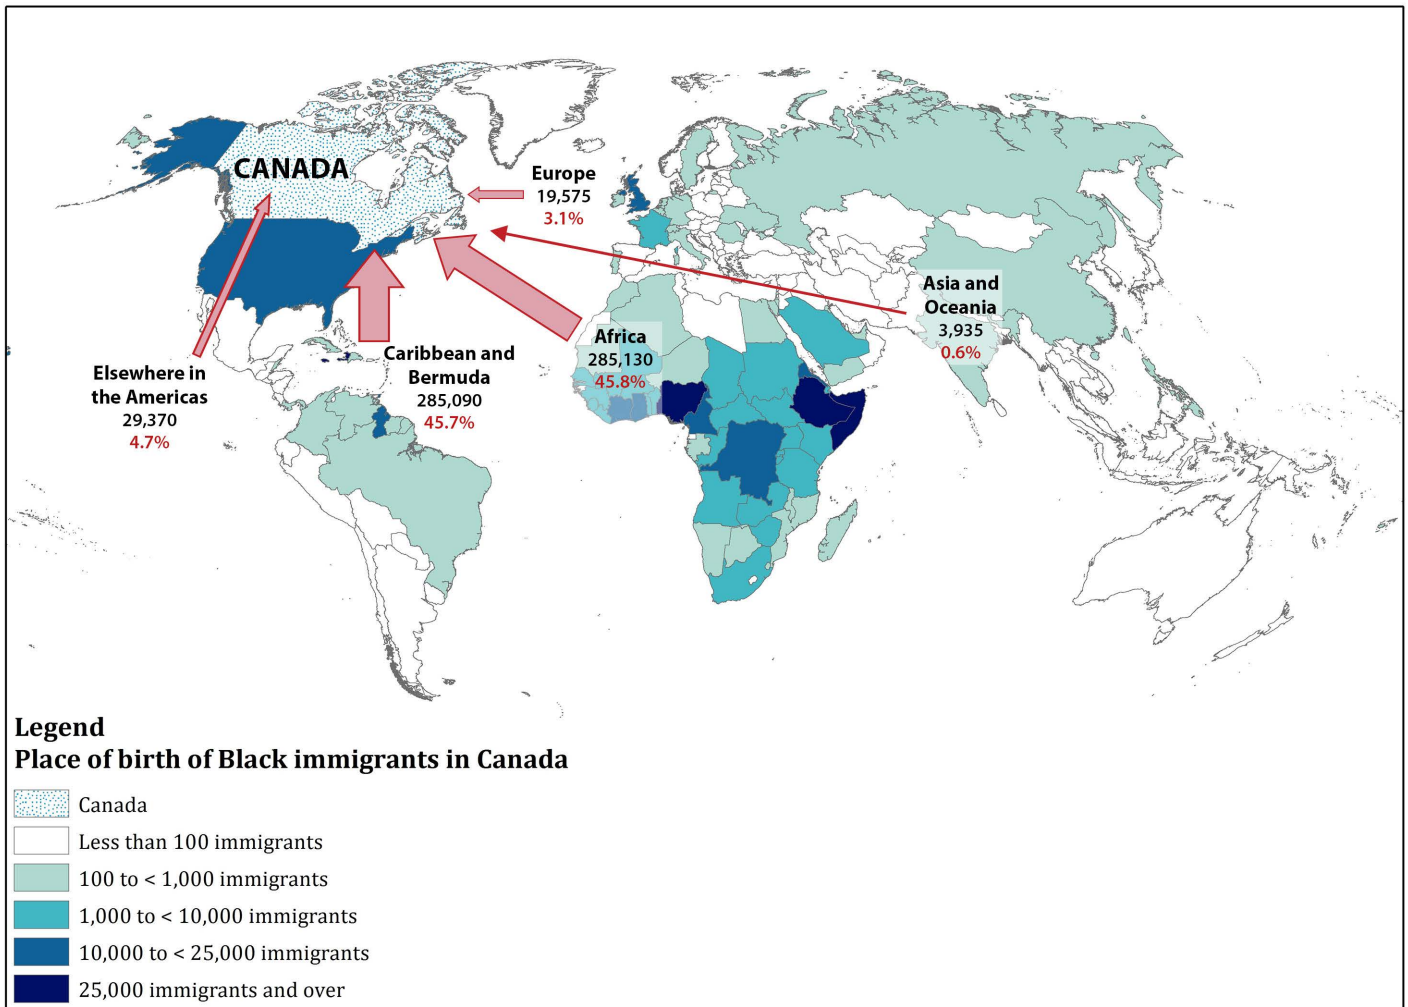 CANADA
Europe
19,575
3.1%
Asia and
Oceania
3,935
0.6%
Africa
285,130
45.8%
Caribbean and
Bermuda
285,090
45.7%
Elsewhere in
the Americas
29,370
4.7%
Legend
Place of birth of Black immigrants in Canada
Canada
Less than 100 immigrants
100 to < 1,000 immigrants
1,000 to < 10,000 immigrants
10,000 to < 25,000 immigrants
25,000 immigrants and over